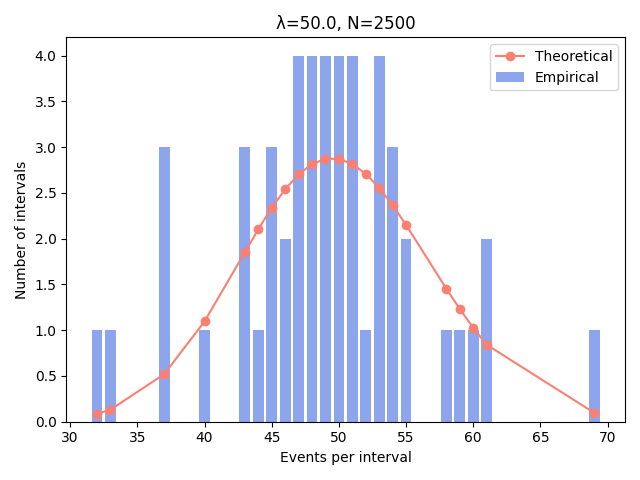 λ=50.0, N=2500
Theoretical
Empirical
4.0
3.5
3.0
2.5
2.0
1.5
1.0
0.5
0.0
Number of intervals
30 35 40 45 50 55 60 65 70
Events per interval